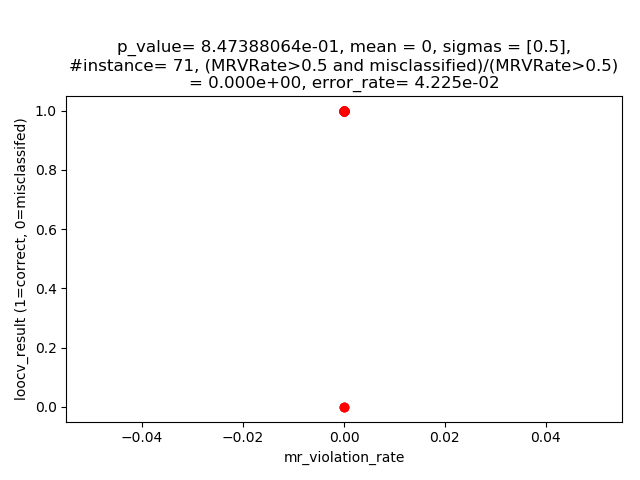 p_value= 8.47388064e-01, mean = 0, sigmas = [0.5],
#instance= 71, (MRVRate>0.5 and misclassified)/(MRVRate>0.5)
= 0.000e+00, error_rate= 4.225e-02
loocv_result (1=correct, 0=misclassifed)
1.0
0.8
0.6
0.4
0.2
0.0
−0.04
−0.02
0.00
0.02
0.04
mr_violation_rate